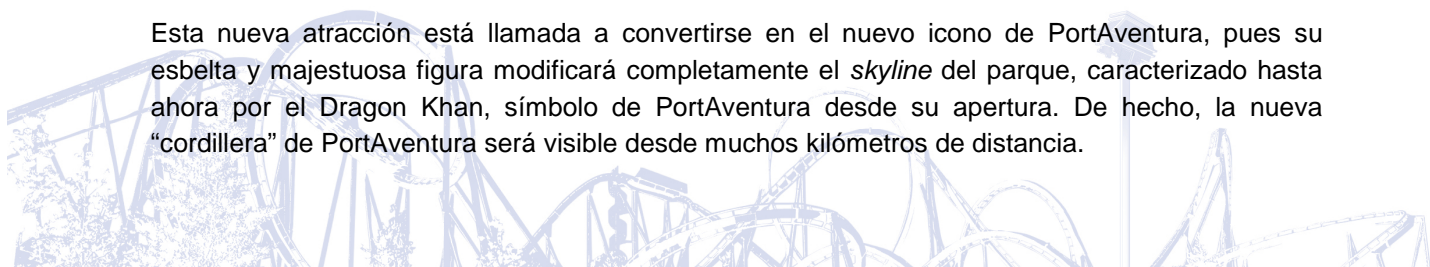 Esta nueva atracción está llamada a convertirse en el nuevo icono de PortAventura, pues su
esbelta y majestuosa figura modificará completamente el skyline del parque, caracterizado hasta
ahora por el Dragon Khan, símbolo de PortAventura desde su apertura. De hecho, la nueva
“cordillera” de PortAventura será visible desde muchos kilómetros de distancia.